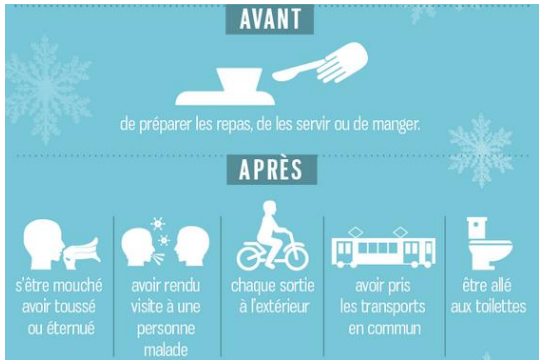 AVANT
de préparer les repas, de les servir ou de manger.
APRÈS
s'être mouché
avoir toussé
ou éternué
avoir rendu
visite à une
personne
malade
chaque sortie
à l'extérieur
avoir pris
les transports
en commun
être allé
aux toilettes